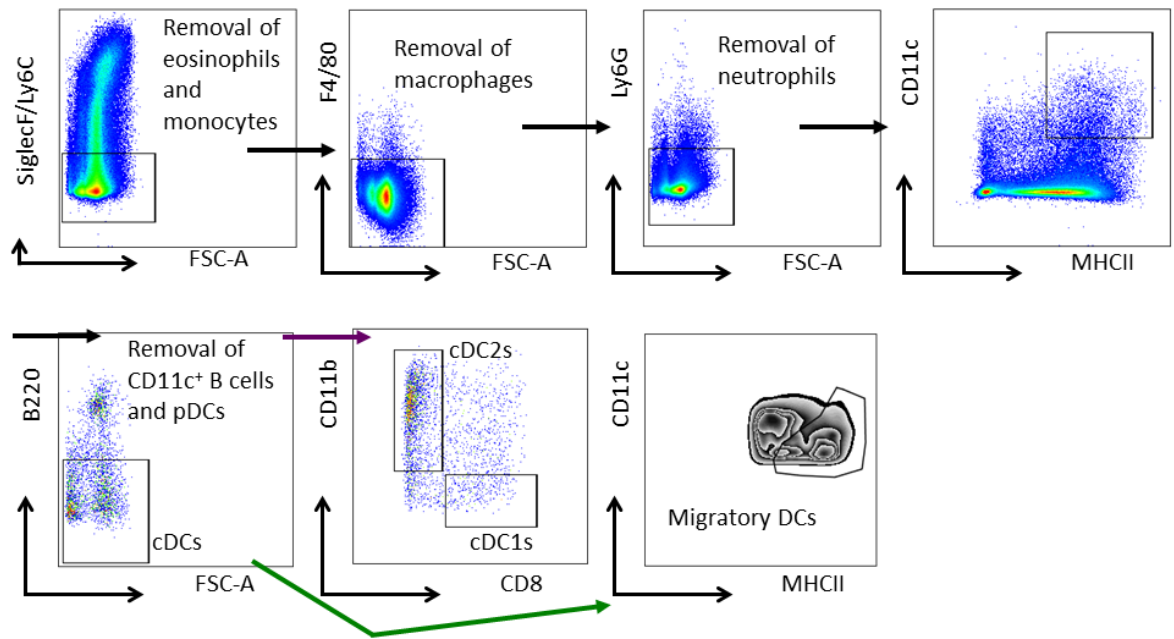 SiglecF/Ly6C
Removal of
eosinophils
and
monocytes
FSC-A
F4/80
Removal of
macrophages
FSC-A
Ly6G
Removal of
neutrophils
FSC-A
CD11c
MHCII
B220
Removal of
CD11c⁺ B cells
and pDCs
cDCs
FSC-A
CD11b
cDC2s
cDC1s
CD8
CD11c
Migratory DCs
MHCII